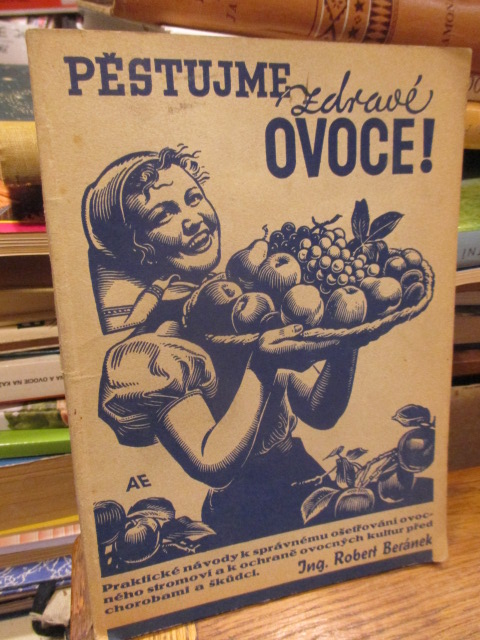 PĚSTUJME
zdravé
OVOCE!
AE
Praktické návody k správnému ošetřování ovoc-
ného stromoví a k ochraně ovocných kultur před
chorobami a škůdci.
Ing. Robert Beránek